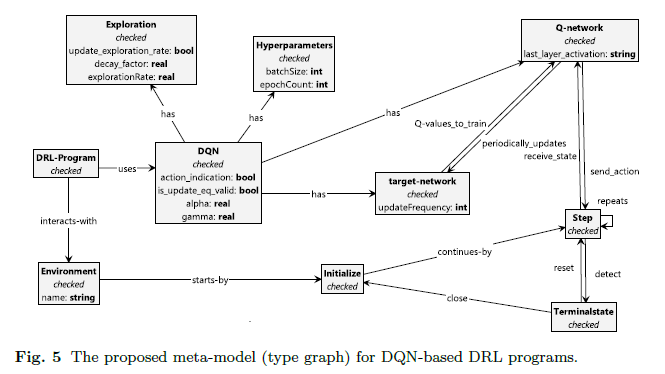 Exploration
checked
update_exploration_rate: bool
decay_factor: real
explorationRate: real
Hyperparameters
checked
batchSize: int
epochCount: int
Q-network
checked
last_layer_activation: string
has
has
has
Q-values_to_train
periodically_updates
receive_state
send_action
DRL-Program
checked
uses
DQN
checked
action_indication: bool
is_update_eq_valid: bool
alpha: real
gamma: real
has
target-network
checked
updateFrequency: int
repeats
Step
checked
interacts-with
continues-by
Environment
checked
name: string
starts-by
Initialize
checked
close
reset
detect
Terminalstate
checked
Fig. 5 The proposed meta-model (type graph) for DQN-based DRL programs.